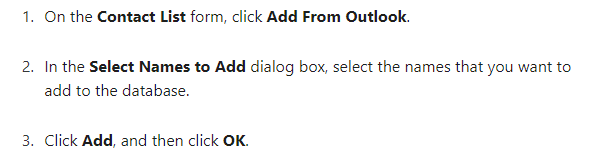 1. On the Contact List form, click Add From Outlook.
2. In the Select Names to Add dialog box, select the names that you want to
add to the database.
3. Click Add, and then click OK.